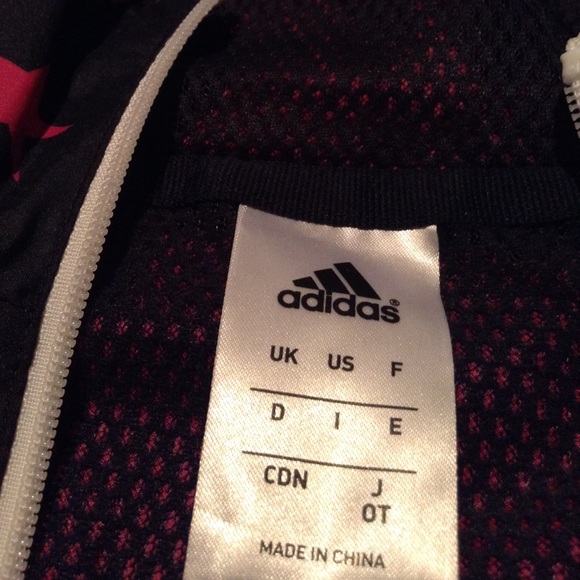 adidas®
UK US F
D I E
CDN J
OT
MADE IN CHINA